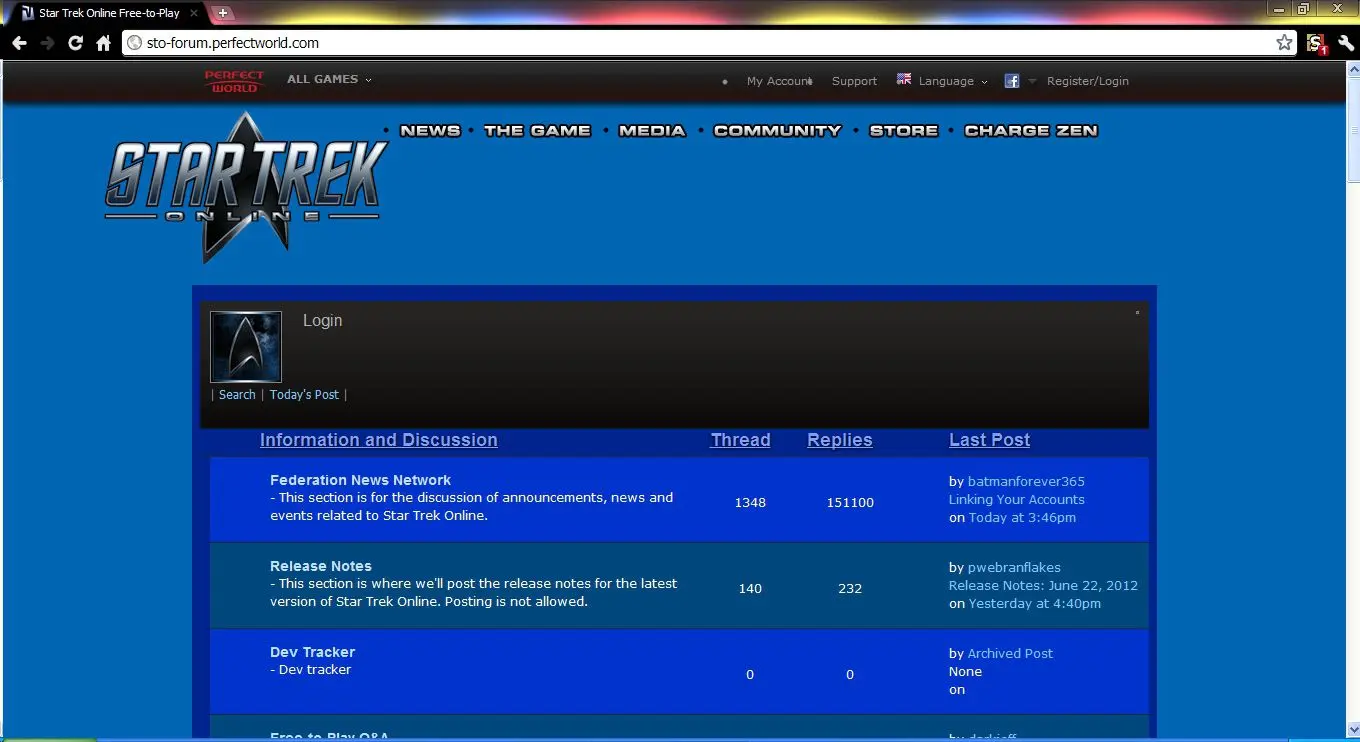 Star Trek Online Free-to-Play
sto-forum.perfectworld.com
PERFECT WORLD
ALL GAMES
My Account
Support
Language
Register/Login
STAR TREK
ONLINE
NEWS
THE GAME
MEDIA
COMMUNITY
STORE
CHARGE ZEN
Login
| Search | Today's Post |
Information and Discussion
Thread
Replies
Last Post
Federation News Network
- This section is for the discussion of announcements, news and
events related to Star Trek Online.
1348
151100
by batmanforever365
Linking Your Accounts
on Today at 3:46pm
Release Notes
- This section is where we'll post the release notes for the latest
version of Star Trek Online. Posting is not allowed.
140
232
by pwebranflakes
Release Notes: June 22, 2012
on Yesterday at 4:40pm
Dev Tracker
- Dev tracker
0
0
by Archived Post
None
on
Free-to-Play Q&A
by darkjeff